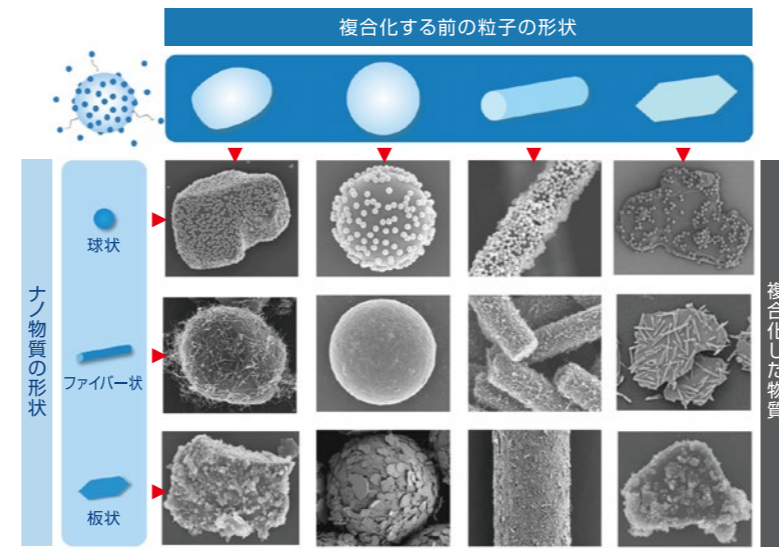 複合化する前の粒子の形状
ナノ物質の形状
球状
ファイバー状
板状
複合化した物質